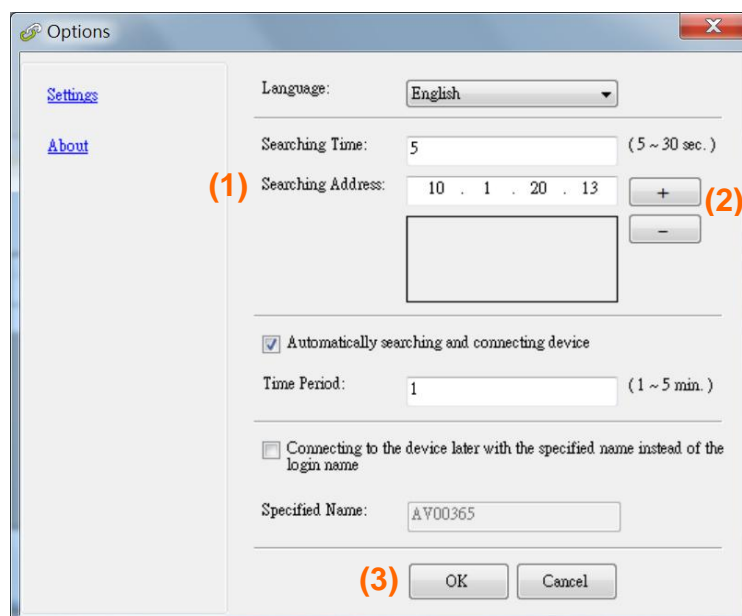 Options
Settings
About
Language:
English
Searching Time:
5
( 5 ~ 30 sec. )
(1)
Searching Address:
10 . 1 . 20 . 13
+
(2)
−
Automatically searching and connecting device
Time Period:
1
( 1 ~ 5 min. )
Connecting to the device later with the specified name instead of the
login name
Specified Name:
AV00365
(3)
OK
Cancel